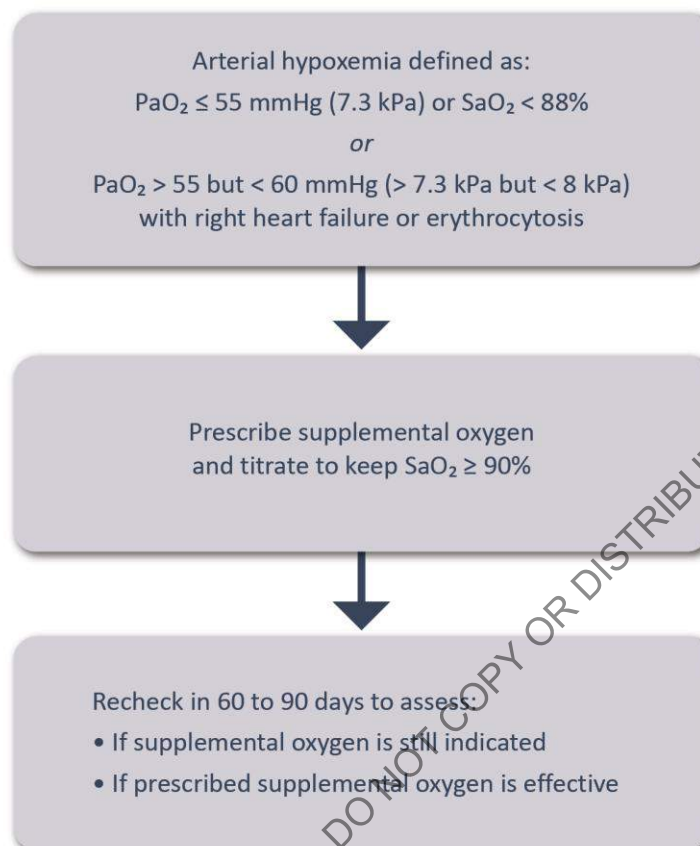 Arterial hypoxemia defined as:
PaO₂ ≤ 55 mmHg (7.3 kPa) or SaO₂ < 88%
or
PaO₂ > 55 but < 60 mmHg (> 7.3 kPa but < 8 kPa)
with right heart failure or erythrocytosis
Prescribe supplemental oxygen
and titrate to keep SaO₂ ≥ 90%
Recheck in 60 to 90 days to assess:
• If supplemental oxygen is still indicated
• If prescribed supplemental oxygen is effective
DO NOT COPY OR DISTRIBU